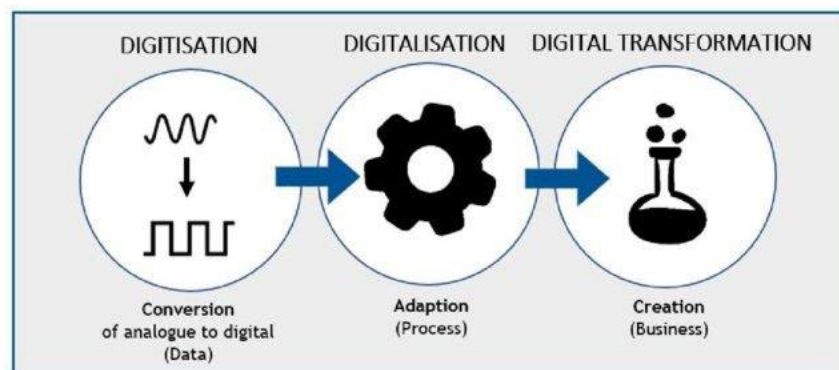 DIGITISATION
DIGITALISATION
DIGITAL TRANSFORMATION
Conversion
of analogue to digital
(Data)
Adaption
(Process)
Creation
(Business)